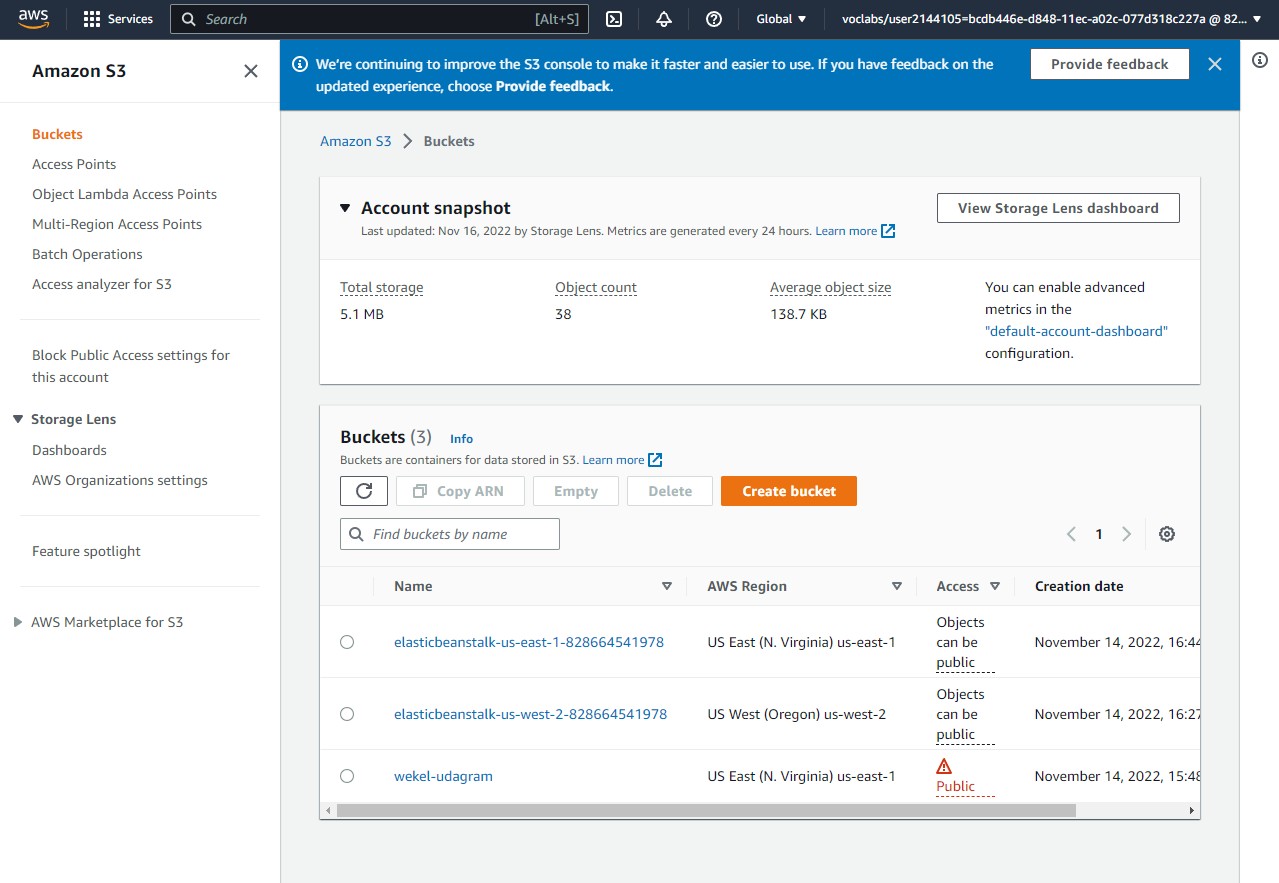 aws
Services
Search
[Alt+S]
Global
voclabs/user2144105=bcdb446e-d848-11ec-a02c-077d318c227a @ 82...
Amazon S3
Buckets
Access Points
Object Lambda Access Points
Multi-Region Access Points
Batch Operations
Access analyzer for S3
Block Public Access settings for
this account
Storage Lens
Dashboards
AWS Organizations settings
Feature spotlight
AWS Marketplace for S3
We're continuing to improve the S3 console to make it faster and easier to use. If you have feedback on the
updated experience, choose Provide feedback.
Provide feedback
Amazon S3 > Buckets
Account snapshot
Last updated: Nov 16, 2022 by Storage Lens. Metrics are generated every 24 hours. Learn more
View Storage Lens dashboard
Total storage
5.1 MB
Object count
38
Average object size
138.7 KB
You can enable advanced
metrics in the
"default-account-dashboard"
configuration.
Buckets (3) Info
Buckets are containers for data stored in S3. Learn more
Copy ARN
Empty
Delete
Create bucket
Find buckets by name
1
Name AWS Region Access Creation date
elasticbeanstalk-us-east-1-828664541978 US East (N. Virginia) us-east-1 Objects can be public November 14, 2022, 16:44
elasticbeanstalk-us-west-2-828664541978 US West (Oregon) us-west-2 Objects can be public November 14, 2022, 16:27
wekel-udagram US East (N. Virginia) us-east-1 Public November 14, 2022, 15:48